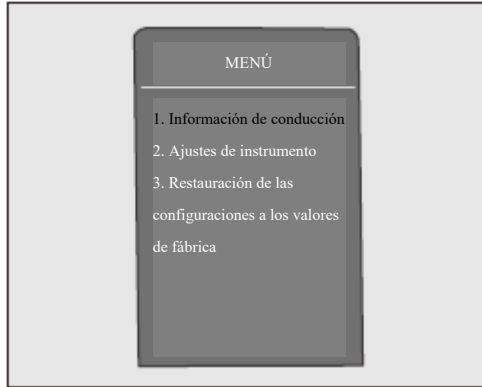 MENÚ
1. Información de conducción
2. Ajustes de instrumento
3. Restauración de las
configuraciones a los valores
de fábrica